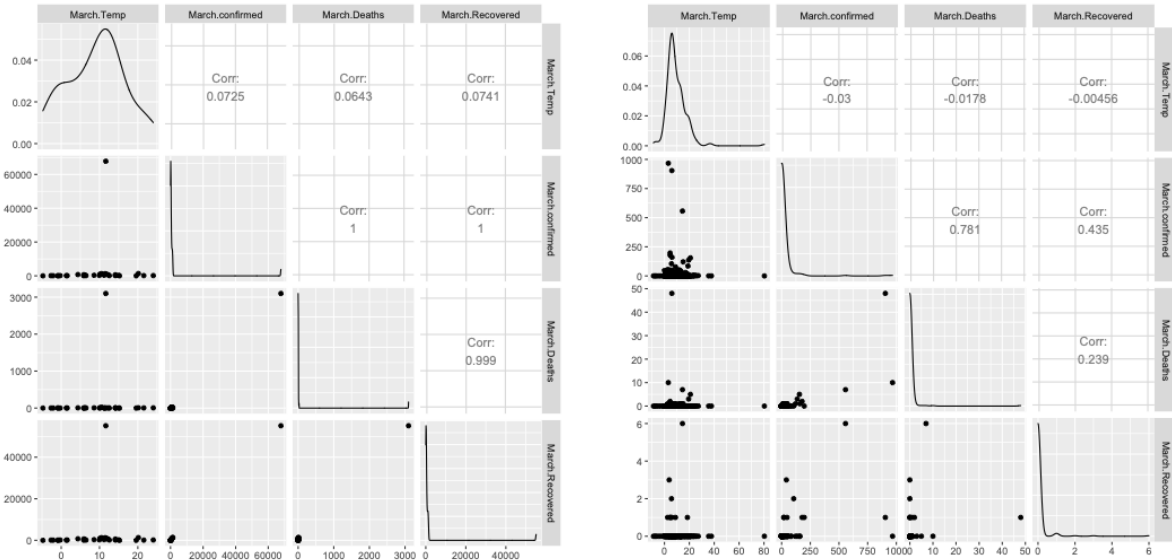 March.Temp March.confirmed March.Deaths March.Recovered
0.04
0.02
0.00
Corr:
0.0725
Corr:
0.0643
Corr:
0.0741
March.Temp
60000
40000
20000
0
Corr:
1
Corr:
1
March.confirmed
3000
2000
1000
0
Corr:
0.999
March.Deaths
40000
20000
0
March.Recovered
0 10 20 0 20000 40000 60000 0 1000 2000 3000 0 20000 40000
March.Temp March.confirmed March.Deaths March.Recovered
0.06
0.04
0.02
0.00
Corr:
-0.03
Corr:
-0.0178
Corr:
-0.00456
March.Temp
1000
750
500
250
0
Corr:
0.781
Corr:
0.435
March.confirmed
50
40
30
20
10
0
Corr:
0.239
March.Deaths
6
4
2
0
March.Recovered
0 20 40 60 80 0 250 500 750 1000 0 10 20 30 40 50 0 2 4 6